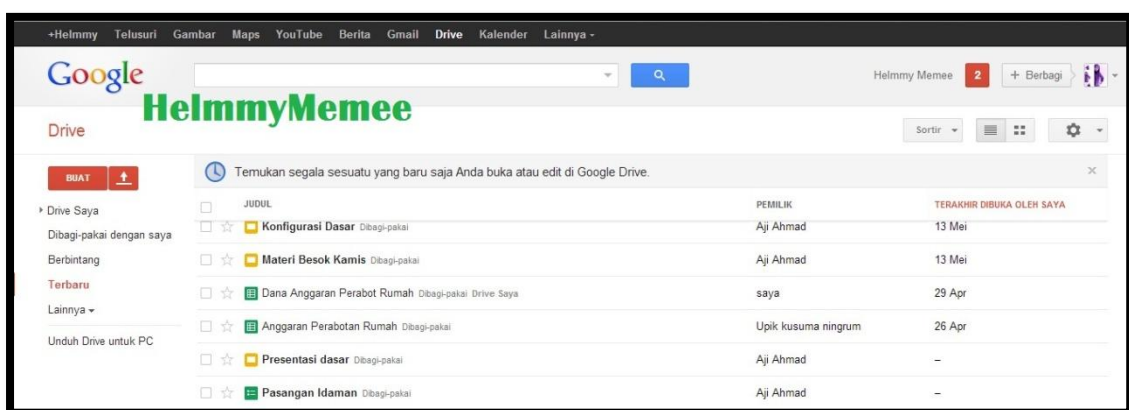 +Helmmy Telusuri Gambar Maps YouTube Berita Gmail Drive Kalender Lainnya
Google Helmmy Memee 2 + Berbagi
HelmmyMemee
Drive Sortir
BUAT Temukan segala sesuatu yang baru saja Anda buka atau edit di Google Drive.
JUDUL PEMILIK TERAKHIR DIBUKA OLEH SAYA
Drive Saya
Dibagi-pakai dengan saya
Berbintang
Terbaru
Lainnya
Unduh Drive untuk PC
Konfigurasi Dasar Dibagi-pakai Aji Ahmad 13 Mei
Materi Besok Kamis Dibagi-pakai Aji Ahmad 13 Mei
Dana Anggaran Perabot Rumah Dibagi-pakai Drive Saya saya 29 Apr
Anggaran Perabotan Rumah Dibagi-pakai Upik kusuma ningrum 26 Apr
Presentasi dasar Dibagi-pakai Aji Ahmad –
Pasangan Idaman Dibagi-pakai Aji Ahmad –